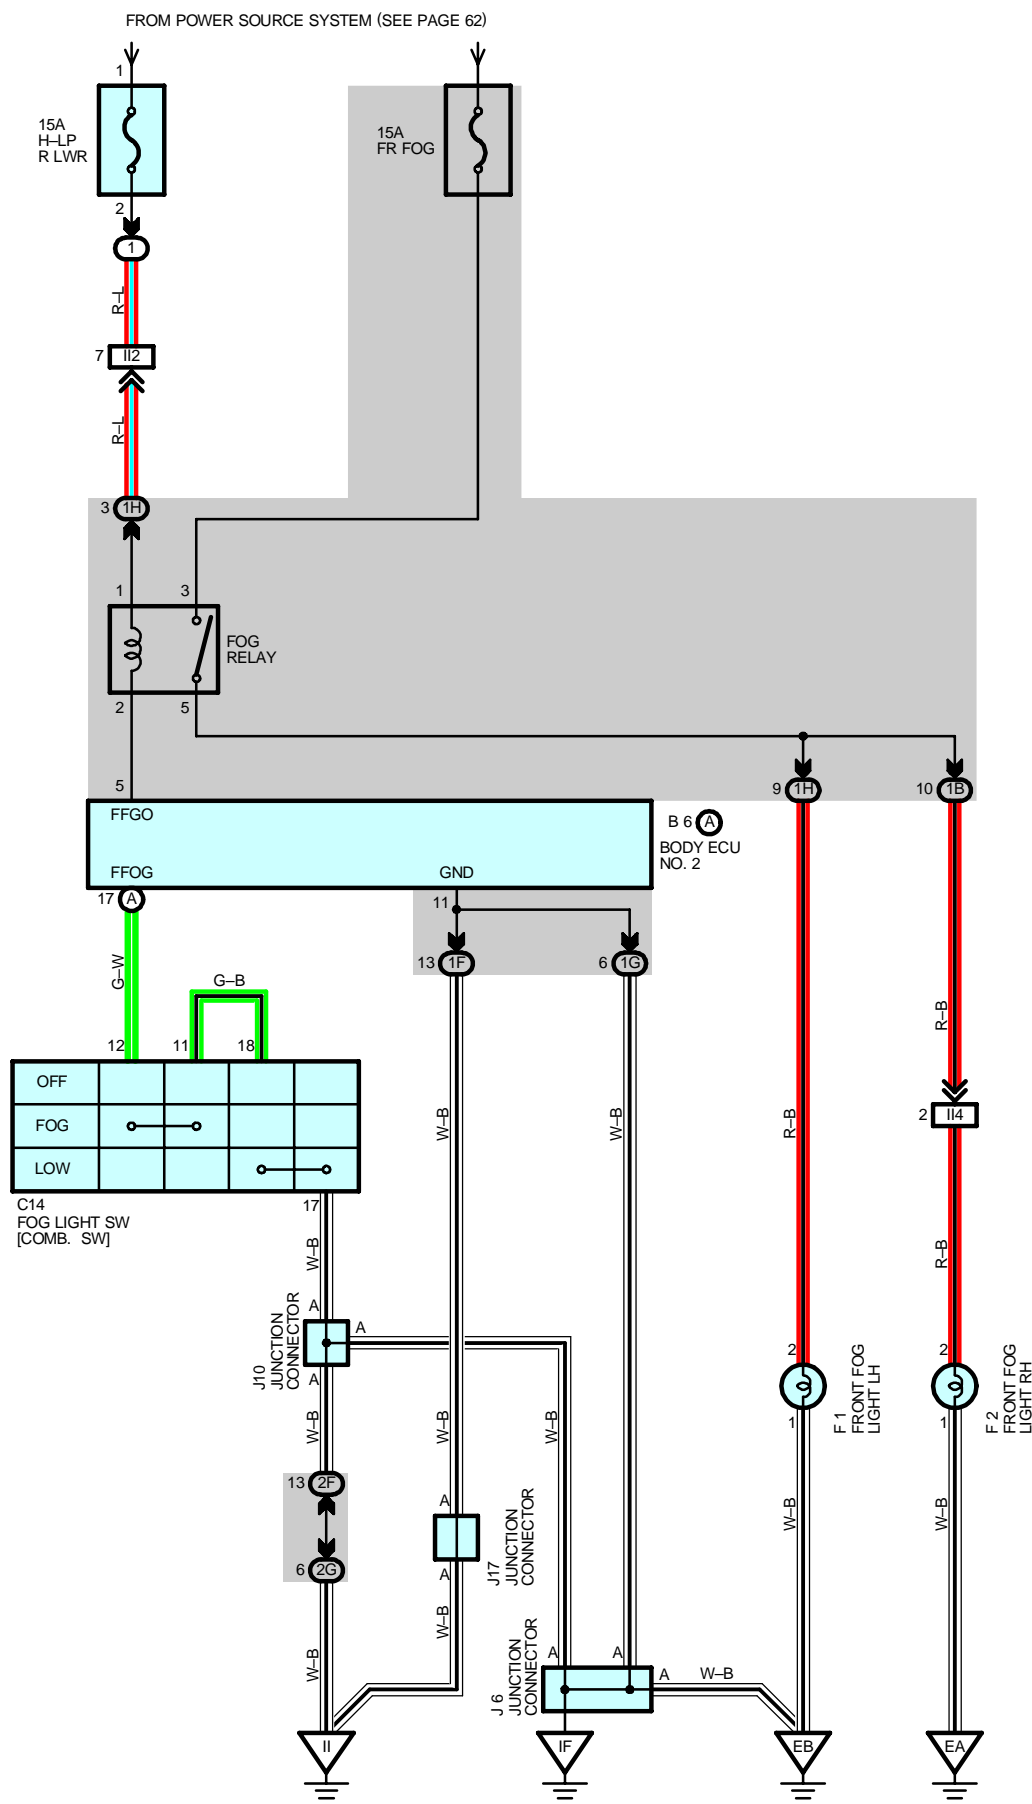 FROM POWER SOURCE SYSTEM (SEE PAGE 62)
1
15A
H–LP
R LWR
15A
FR FOG
2
1
R–L
7 II2
R–L
3 1H
1 3
FOG
RELAY
2 5
5
9 1H
10 1B
FFGO
B 6 A
BODY ECU
NO. 2
FFOG
GND
17 A
11
13 1F
6 1G
G–W
G–B
R–B
12 11 18
OFF
FOG
LOW
W–B
W–B
R–B
2 II4
C14
FOG LIGHT SW
[COMB. SW]
17
W–B
R–B
A
J10
JUNCTION
CONNECTOR
A
A
2
F 1
FRONT FOG
LIGHT LH
1
2
F 2
FRONT FOG
LIGHT RH
1
W–B
W–B
W–B
13 2F
6 2G
A
J17
JUNCTION
CONNECTOR
A
W–B
W–B
W–B
W–B
A
A
A
W–B
J 6
JUNCTION
CONNECTOR
II
IF
EB
EA